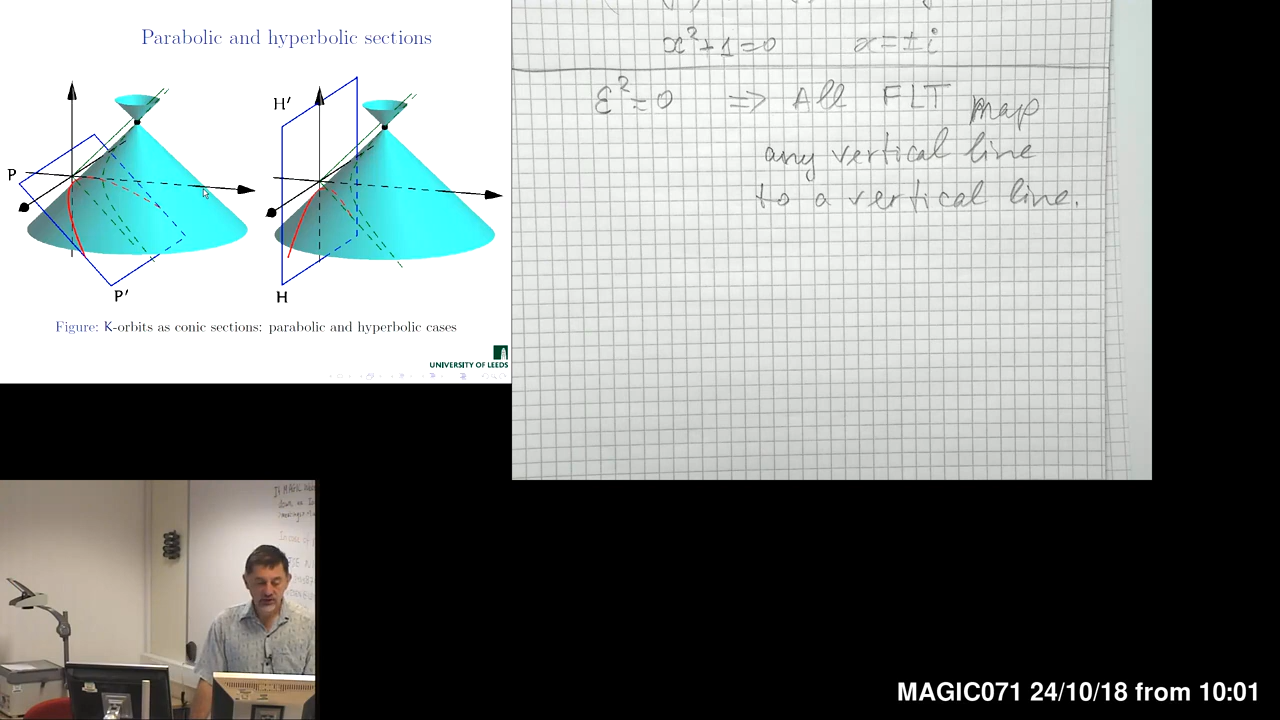 Parabolic and hyperbolic sections
P
P′
H′
H
Figure: K-orbits as conic sections: parabolic and hyperbolic cases
UNIVERSITY OF LEEDS
x²+1=0 x=±i
ε²=0 ⇒ All FLT map
any vertical line
to a vertical line.
MAGIC071 24/10/18 from 10:01